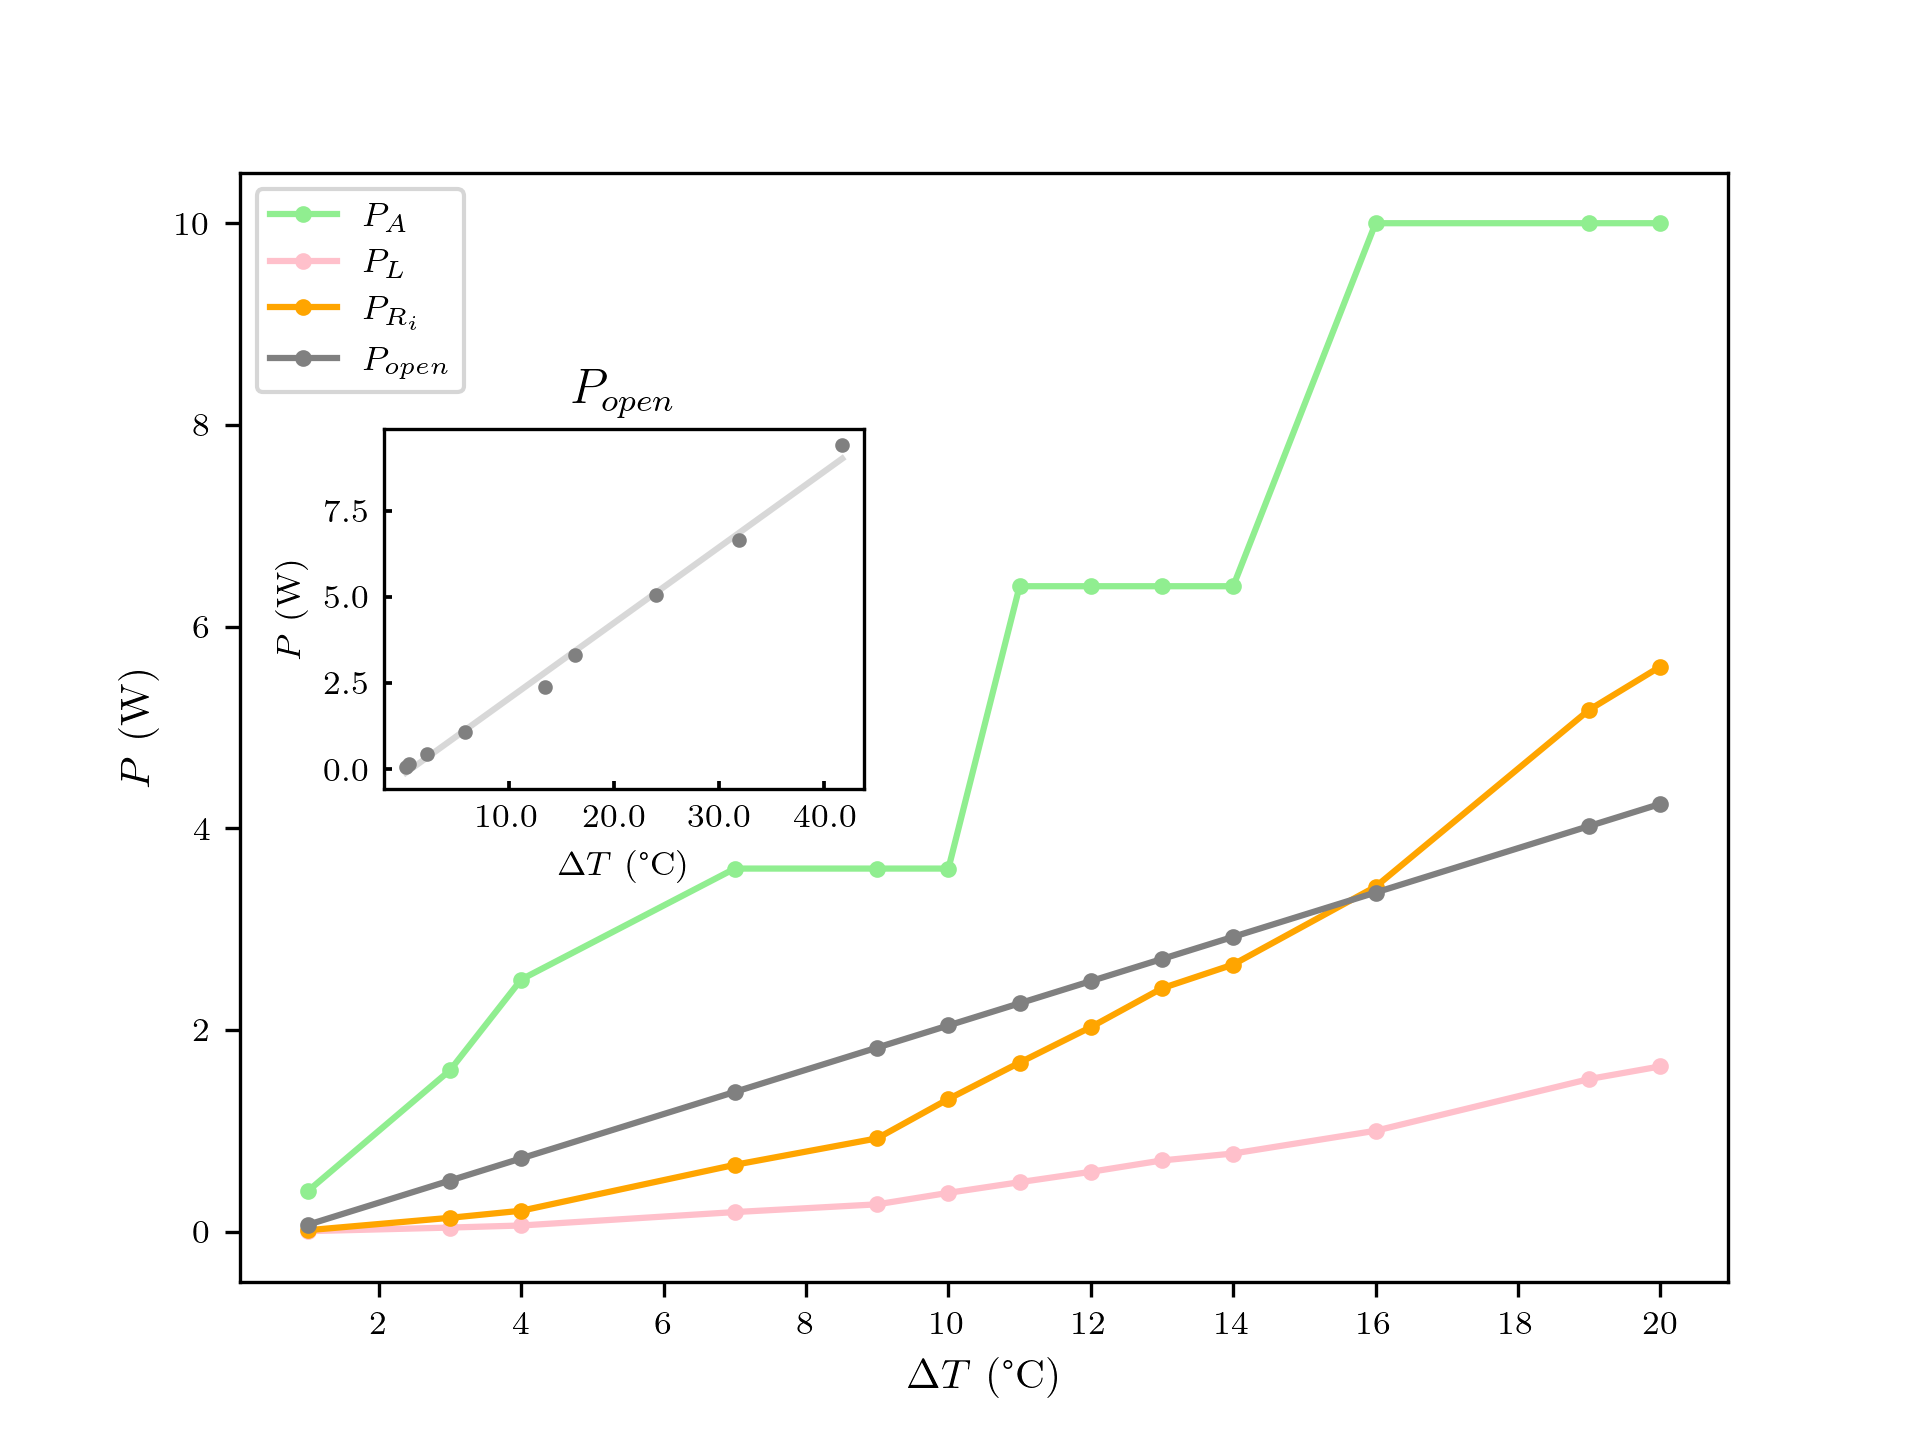 P_A
P_L
P_{R_i}
P_{open}
P_{open}
7.5
5.0
2.5
0.0
P (W)
10.0 20.0 30.0 40.0
ΔT (°C)
10
8
6
4
2
0
P (W)
2 4 6 8 10 12 14 16 18 20
ΔT (°C)